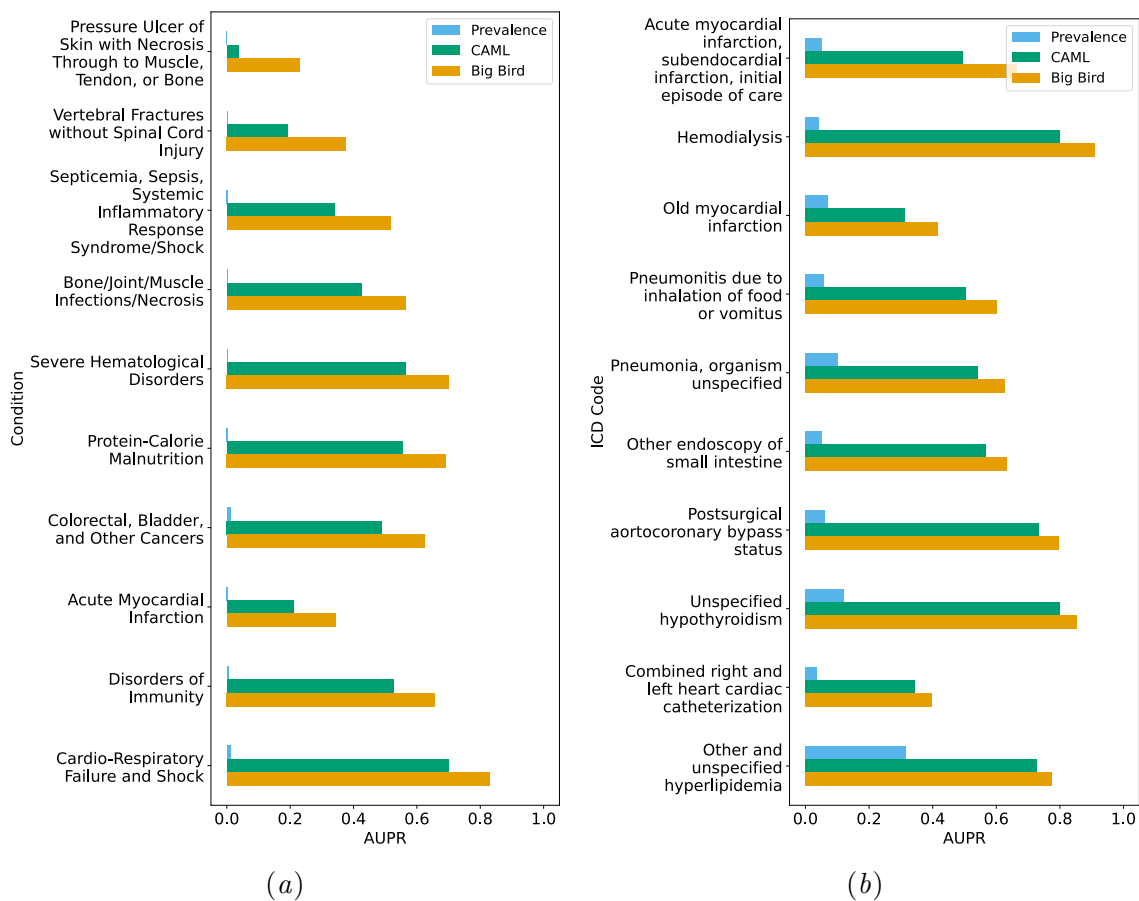 Pressure Ulcer of
Skin with Necrosis
Through to Muscle,
Tendon, or Bone
Vertebral Fractures
without Spinal Cord
Injury
Septicemia, Sepsis,
Systemic
Inflammatory
Response
Syndrome/Shock
Bone/Joint/Muscle
Infections/Necrosis
Severe Hematological
Disorders
Protein-Calorie
Malnutrition
Colorectal, Bladder,
and Other Cancers
Acute Myocardial
Infarction
Disorders of
Immunity
Cardio-Respiratory
Failure and Shock
Condition
Prevalence
CAML
Big Bird
0.0 0.2 0.4 0.6 0.8 1.0
AUPR
(a)
Acute myocardial
infarction,
subendocardial
infarction, initial
episode of care
Hemodialysis
Old myocardial
infarction
Pneumonitis due to
inhalation of food
or vomitus
Pneumonia, organism
unspecified
Other endoscopy of
small intestine
Postsurgical
aortocoronary bypass
status
Unspecified
hypothyroidism
Combined right and
left heart cardiac
catheterization
Other and
unspecified
hyperlipidemia
ICD Code
Prevalence
CAML
Big Bird
0.0 0.2 0.4 0.6 0.8 1.0
AUPR
(b)